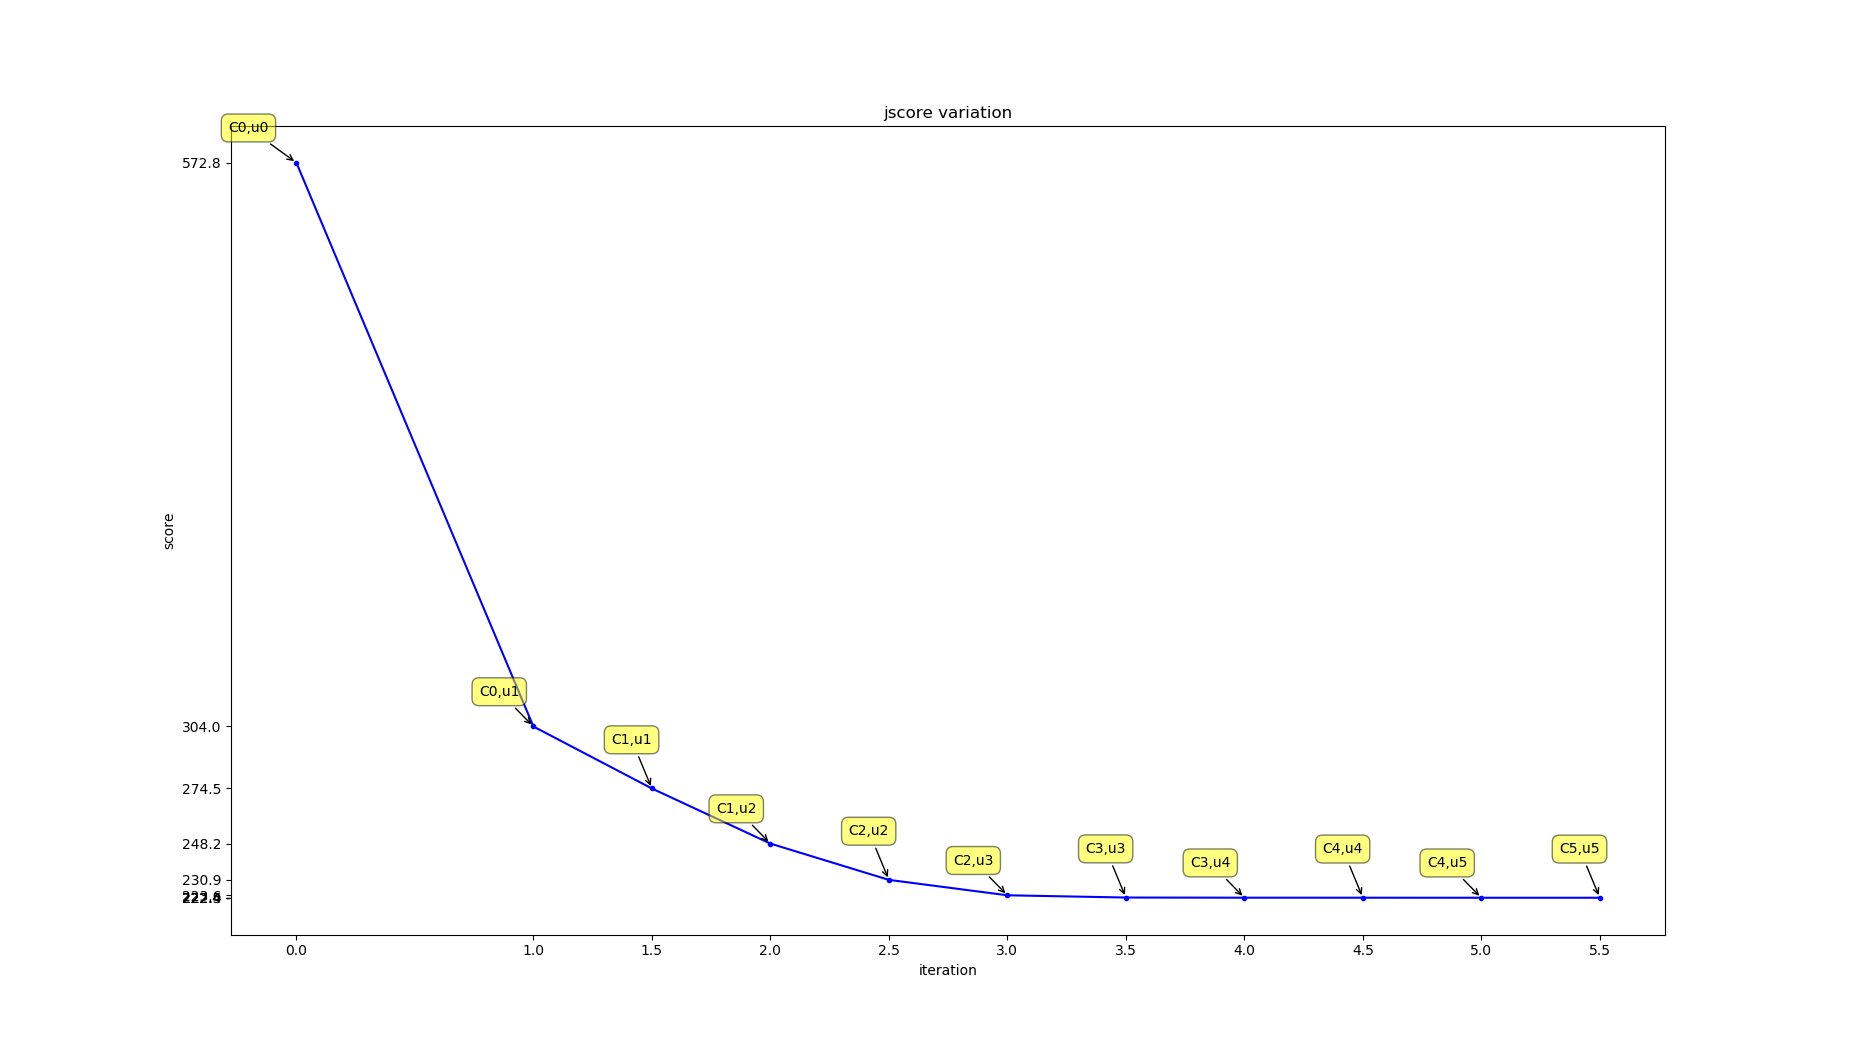 jscore variation
C0,u0
572.8
score
C0,u1
304.0
C1,u1
274.5
C1,u2
248.2
C2,u2
230.9
C2,u3
C3,u3
C3,u4
C4,u4
C4,u5
C5,u5
0.0 1.0 1.5 2.0 2.5 3.0 3.5 4.0 4.5 5.0 5.5
iteration